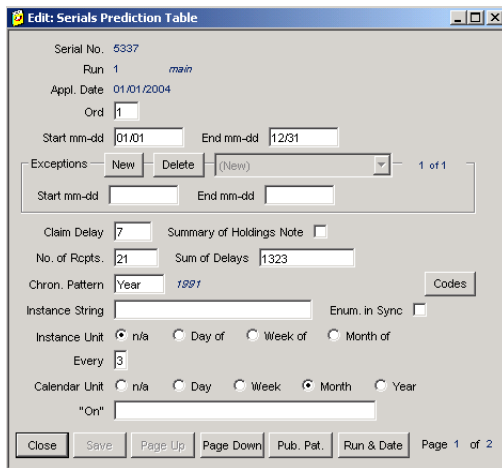 Edit: Serials Prediction Table
Serial No. 5337
Run 1 main
Appl. Date 01/01/2004
Ord 1
Start mm-dd 01/01 End mm-dd 12/31
Exceptions New Delete (New) 1 of 1
Start mm-dd End mm-dd
Claim Delay 7 Summary of Holdings Note
No. of Rcpts. 21 Sum of Delays 1323
Chron. Pattern Year 1991 Codes
Instance String Enum. in Sync
Instance Unit n/a Day of Week of Month of
Every 3
Calendar Unit n/a Day Week Month Year
"On"
Close Save Page Up Page Down Pub. Pat. Run & Date Page 1 of 2